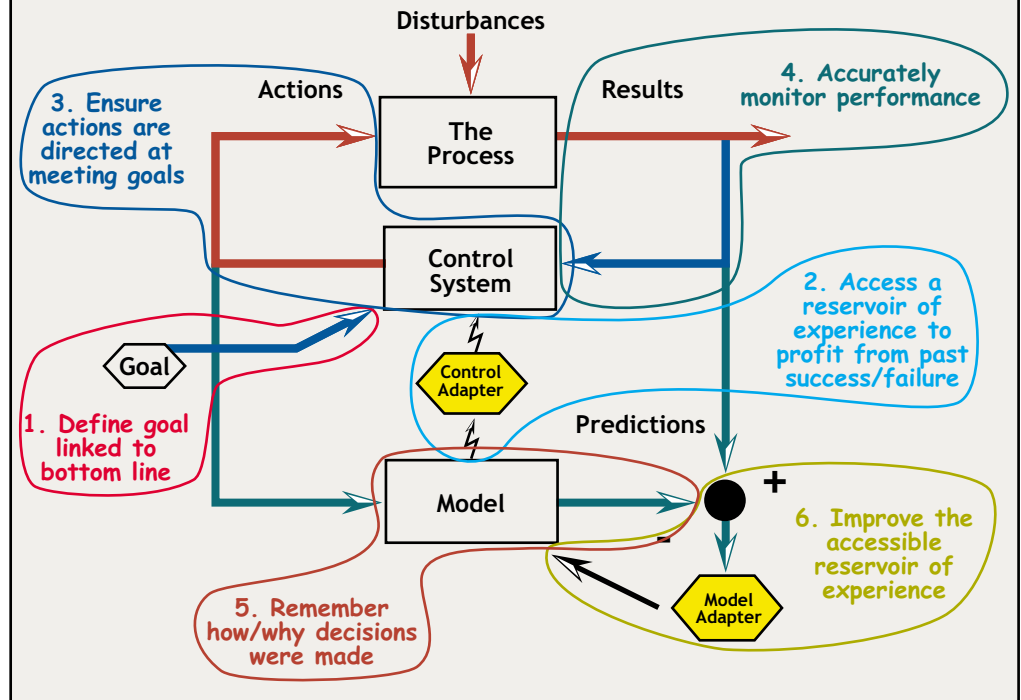 Disturbances
Actions
Results
3. Ensure
actions are
directed at
meeting goals
4. Accurately
monitor performance
The
Process
Control
System
2. Access a
reservoir of
experience to
profit from past
success/failure
Goal
Control
Adapter
1. Define goal
linked to
bottom line
Predictions
Model
+
-
6. Improve the
accessible
reservoir of
experience
5. Remember
how/why decisions
were made
Model
Adapter